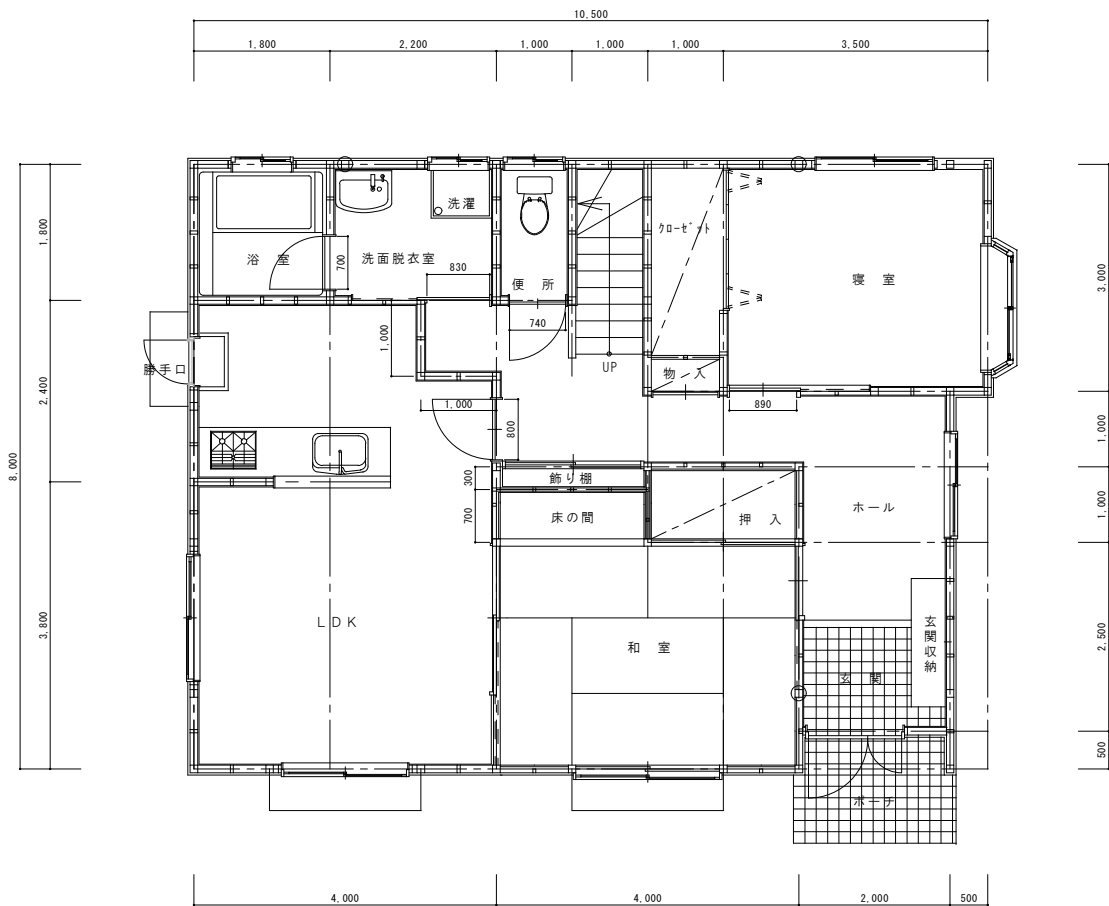 10,500
1,800
2,200
1,000
1,000
1,000
3,500
8,000
1,800
2,400
3,800
3,000
1,000
1,000
2,500
500
浴室
700
洗面脱衣室
洗濯
830
便所
740
UP
クローゼット
物入
寝室
890
勝手口
1,000
1,000
800
300
700
飾り棚
床の間
押入
ホール
LDK
和室
玄関収納
玄関
ポーチ
4,000
4,000
2,000
500